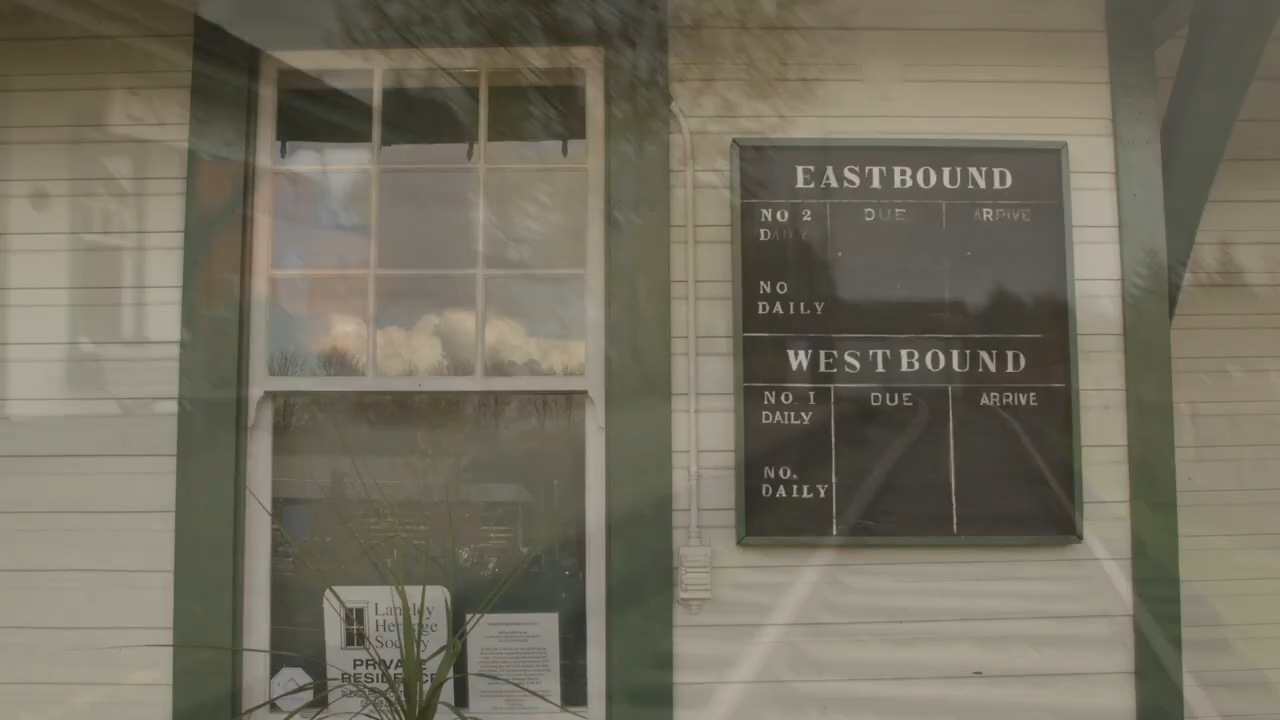 EASTBOUND
NO 2 DUE ARRIVE
DAILY
NO
DAILY
WESTBOUND
NO. 1 DUE ARRIVE
DAILY
NO.
DAILY
Langley
Heritage
Society
PRIVATE
RESIDENCE